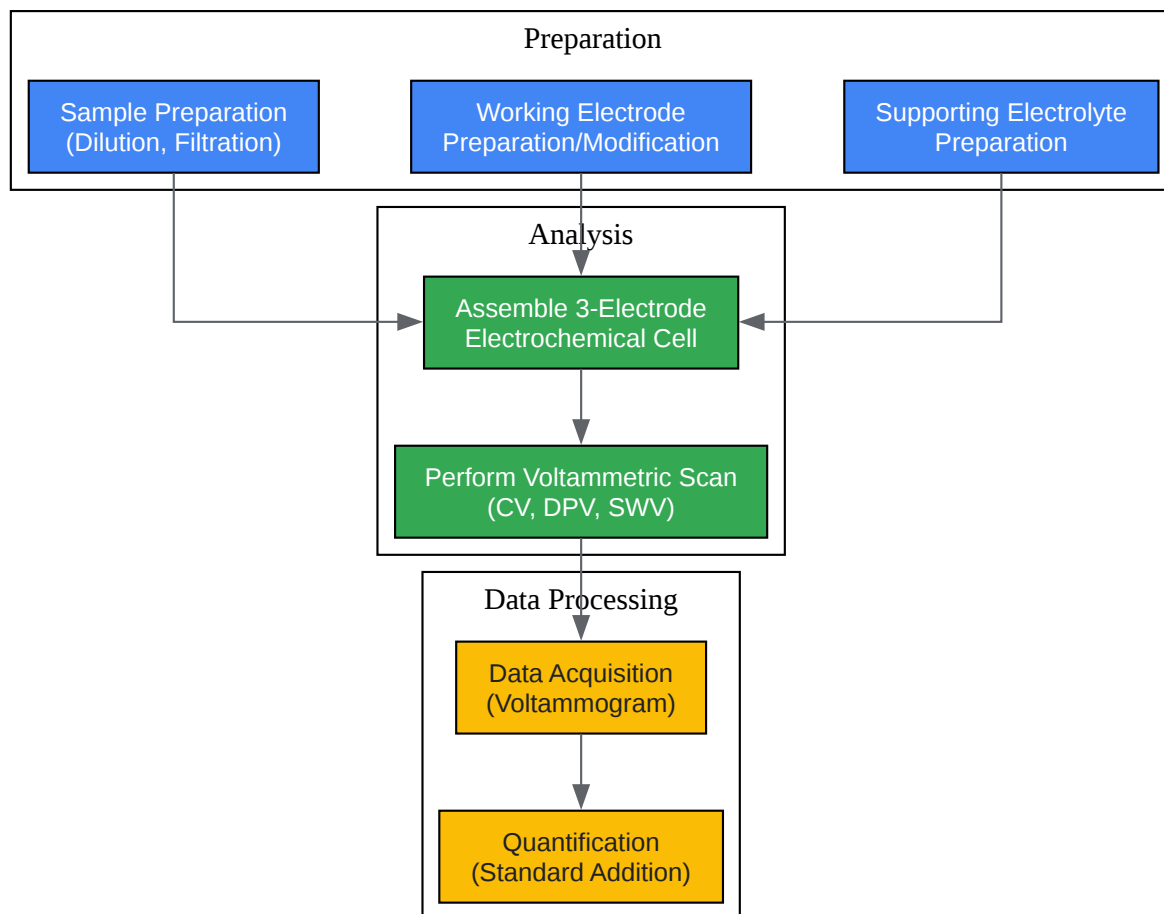 Preparation
Sample Preparation
(Dilution, Filtration)
Working Electrode
Preparation/Modification
Supporting Electrolyte
Preparation
Analysis
Assemble 3-Electrode
Electrochemical Cell
Perform Voltammetric Scan
(CV, DPV, SWV)
Data Processing
Data Acquisition
(Voltammogram)
Quantification
(Standard Addition)